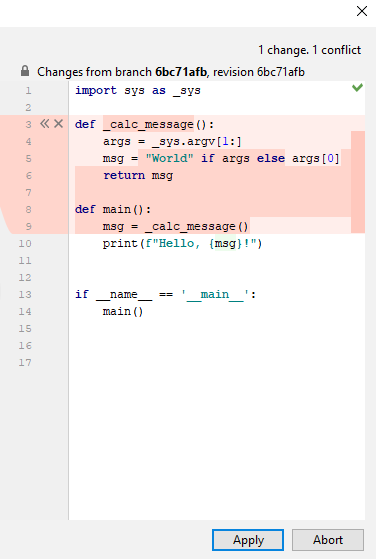 1 change. 1 conflict
Changes from branch 6bc71afb, revision 6bc71afb
1 import sys as _sys
2
3 def _calc_message():
4 args = _sys.argv[1:]
5 msg = "World" if args else args[0]
6 return msg
7
8 def main():
9 msg = _calc_message()
10 print(f"Hello, {msg}!")
11
12
13 if __name__ == '__main__':
14 main()
15
16
17
Apply Abort